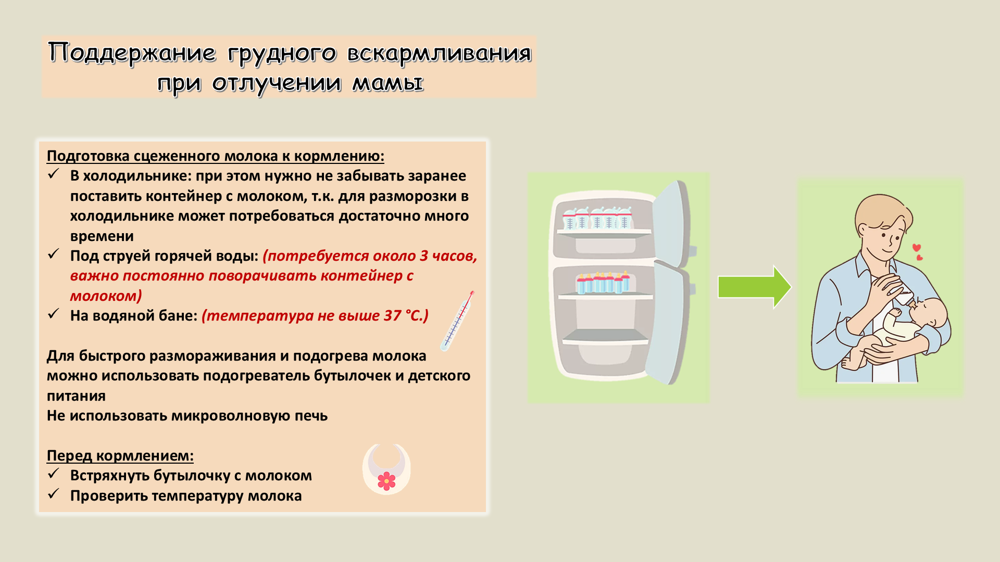 Поддержание грудного вскармливания
при отлучении мамы
Подготовка сцеженного молока к кормлению:
✓ В холодильнике: при этом нужно не забывать заранее
поставить контейнер с молоком, т.к. для разморозки в
холодильнике может потребоваться достаточно много
времени
✓ Под струей горячей воды: (потребуется около 3 часов,
важно постоянно поворачивать контейнер с
молоком)
✓ На водяной бане: (температура не выше 37 °С.)
Для быстрого размораживания и подогрева молока
можно использовать подогреватель бутылочек и детского
питания
Не использовать микроволновую печь
Перед кормлением:
✓ Встряхнуть бутылочку с молоком
✓ Проверить температуру молока